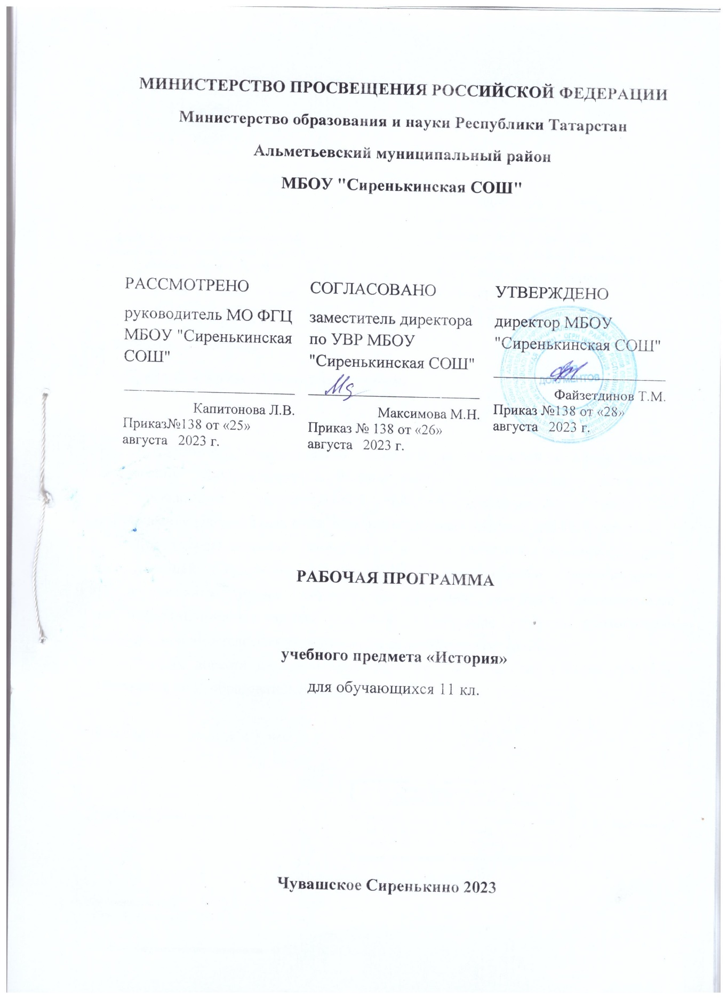 МИНИСТЕРСТВО ПРОСВЕЩЕНИЯ РОССИЙСКОЙ ФЕДЕРАЦИИ
Министерство образования и науки Республики Татарстан
Альметьевский муниципальный район
МБОУ "Сиренькинская СОШ"
РАССМОТРЕНО
руководитель МО ФГЦ
МБОУ "Сиренькинская
СОШ"
Капитонова Л.В.
Приказ№138 от «25»
августа 2023 г.
СОГЛАСОВАНО
заместитель директора
по УВР МБОУ
"Сиренькинская СОШ"
Максимова М.Н.
Приказ № 138 от «26»
августа 2023 г.
УТВЕРЖДЕНО
директор МБОУ
"Сиренькинская СОШ"
ДОКУМЕНТОВ
Файзетдинов Т.М.
Приказ №138 от «28»
августа 2023 г.
РАБОЧАЯ ПРОГРАММА
учебного предмета «История»
для обучающихся 11 кл.
Чувашское Сиренькино 2023